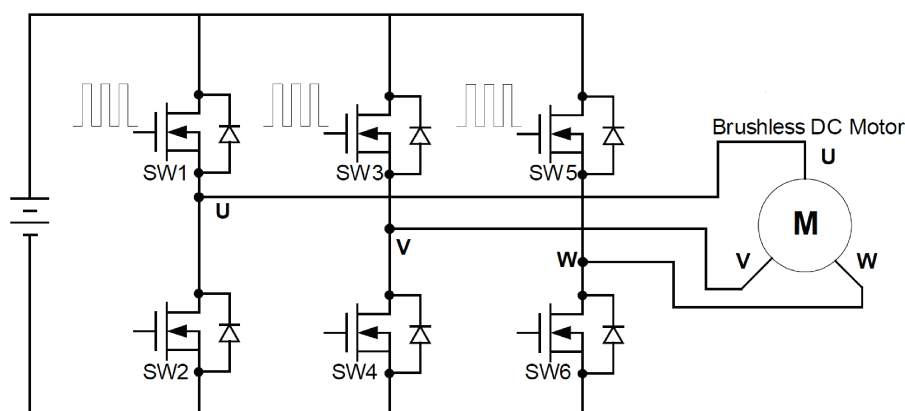 Brushless DC Motor
U
SW1
SW3
SW5
U
M
V
W
V
W
SW2
SW4
SW6